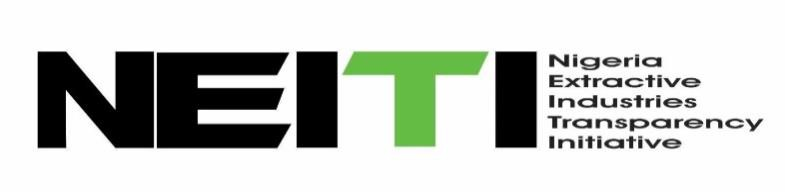 NEITI
Nigeria
Extractive
Industries
Transparency
Initiative